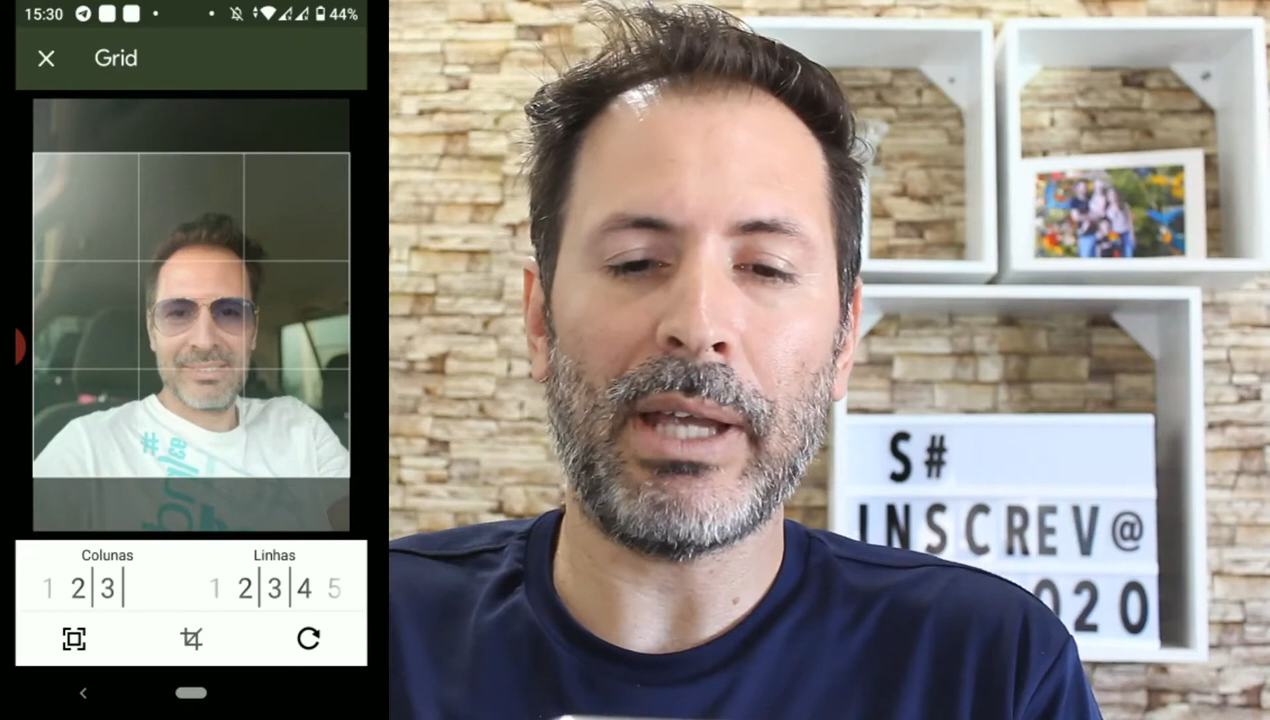 15:30
44%
Grid
#
Colunas
Linhas
1 2 3
1 2 3 4 5
S#
INSCREV@
020